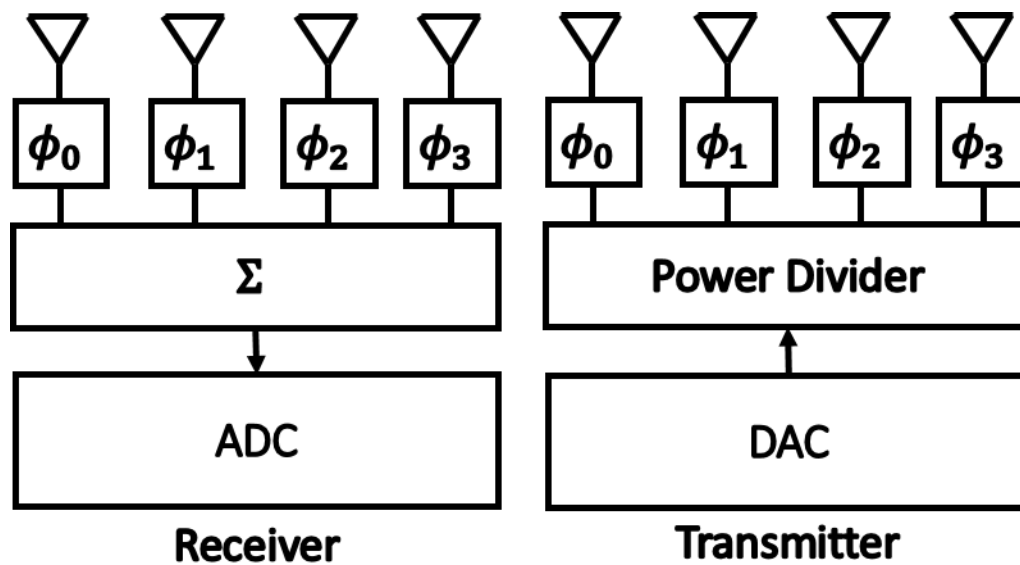 ϕ₀ ϕ₁ ϕ₂ ϕ₃
Σ
ADC
Receiver
ϕ₀ ϕ₁ ϕ₂ ϕ₃
Power Divider
DAC
Transmitter